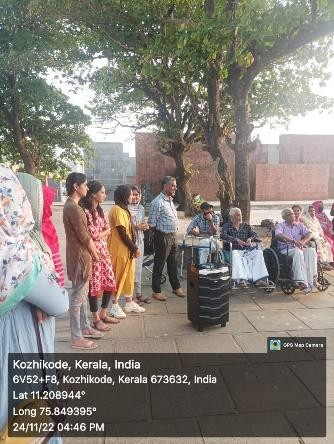 GPS Map Camera
Kozhikode, Kerala, India
6V52+F8, Kozhikode, Kerala 673632, India
Lat 11.208944°
Long 75.849395°
24/11/22 04:46 PM